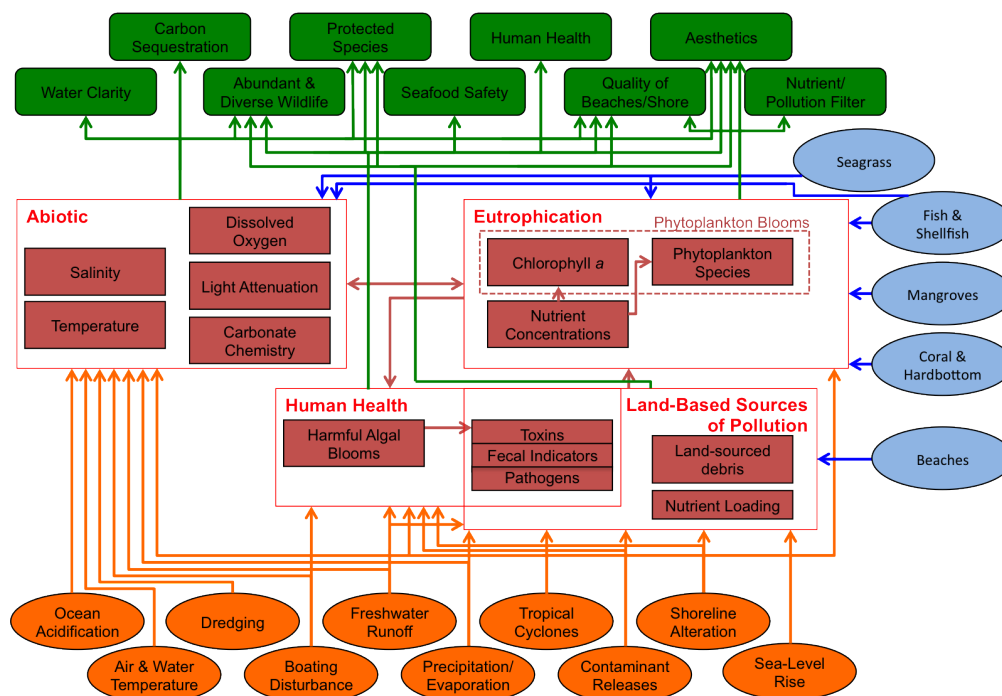 Carbon
Sequestration
Protected
Species
Human Health
Aesthetics
Water Clarity
Abundant &
Diverse Wildlife
Seafood Safety
Quality of
Beaches/Shore
Nutrient/
Pollution Filter
Seagrass
Abiotic
Dissolved
Oxygen
Salinity
Light Attenuation
Temperature
Carbonate
Chemistry
Eutrophication
Phytoplankton Blooms
Chlorophyll a
Phytoplankton
Species
Nutrient
Concentrations
Fish &
Shellfish
Mangroves
Coral &
Hardbottom
Human Health
Harmful Algal
Blooms
Toxins
Fecal Indicators
Pathogens
Land-Based Sources
of Pollution
Land-sourced
debris
Nutrient Loading
Beaches
Ocean
Acidification
Dredging
Freshwater
Runoff
Tropical
Cyclones
Shoreline
Alteration
Air & Water
Temperature
Boating
Disturbance
Precipitation/
Evaporation
Contaminant
Releases
Sea-Level
Rise